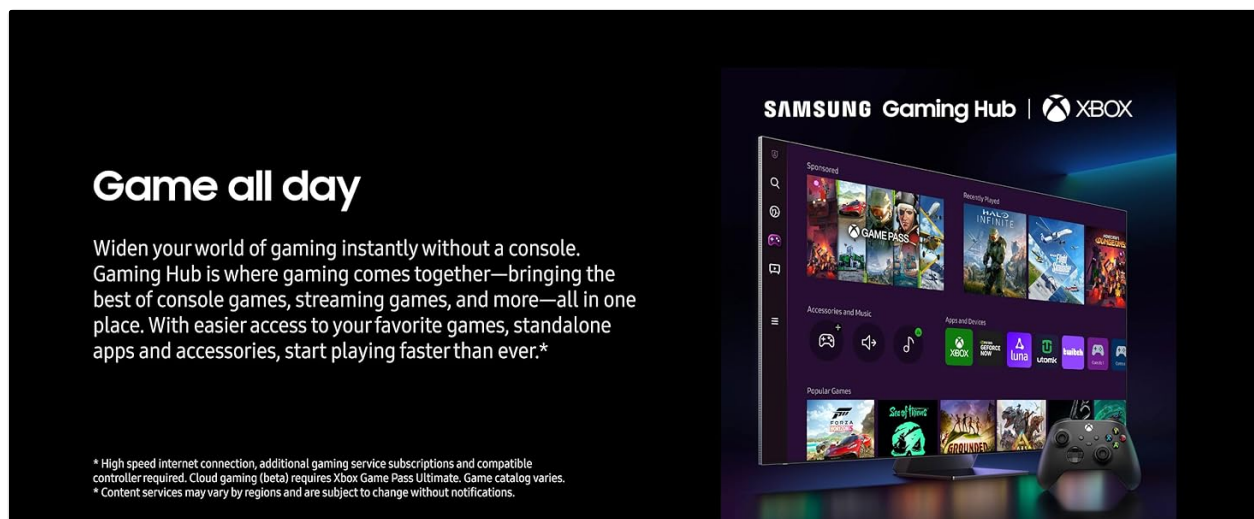 SAMSUNG Gaming Hub | XBOX
Game all day
Widen your world of gaming instantly without a console.
Gaming Hub is where gaming comes together—bringing the
best of console games, streaming games, and more—all in one
place. With easier access to your favorite games, standalone
apps and accessories, start playing faster than ever.*
* High speed internet connection, additional gaming service subscriptions and compatible
controller required. Cloud gaming (beta) requires Xbox Game Pass Ultimate. Game catalog varies.
* Content services may vary by regions and are subject to change without notifications.
Sponsored
Recently Played
GAME PASS
HALO
INFINITE
DUNGEONS
Accessories and Music
Apps and Devices
XBOX
GEFORCE
NOW
luna
utomik
twitch
Popular Games
FORZA
Sea of Thieves
GROUNDED